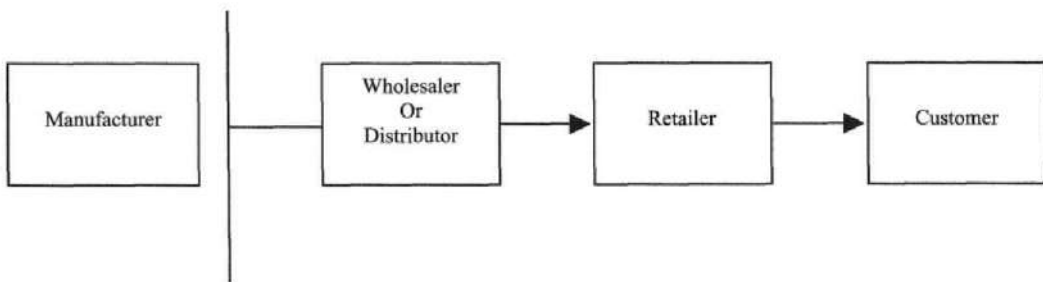 Manufacturer
Wholesaler
Or
Distributor
Retailer
Customer